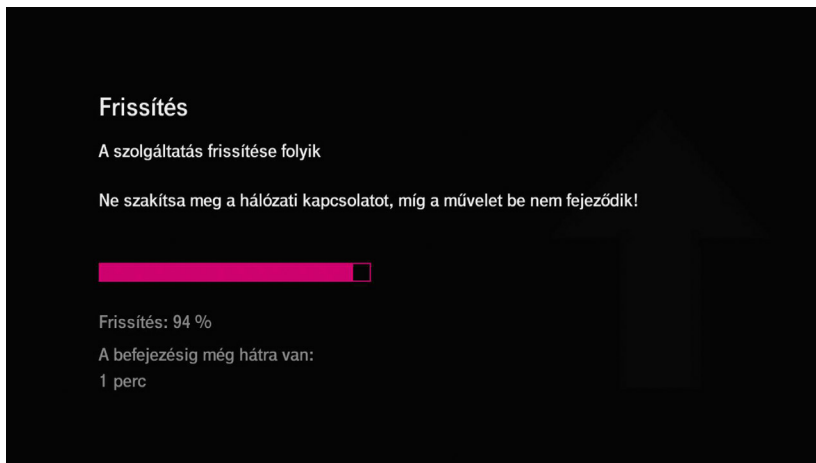 Frissítés
A szolgáltatás frissítése folyik
Ne szakítsa meg a hálózati kapcsolatot, míg a művelet be nem fejeződik!
Frissítés: 94 %
A befejezésig még hátra van:
1 perc